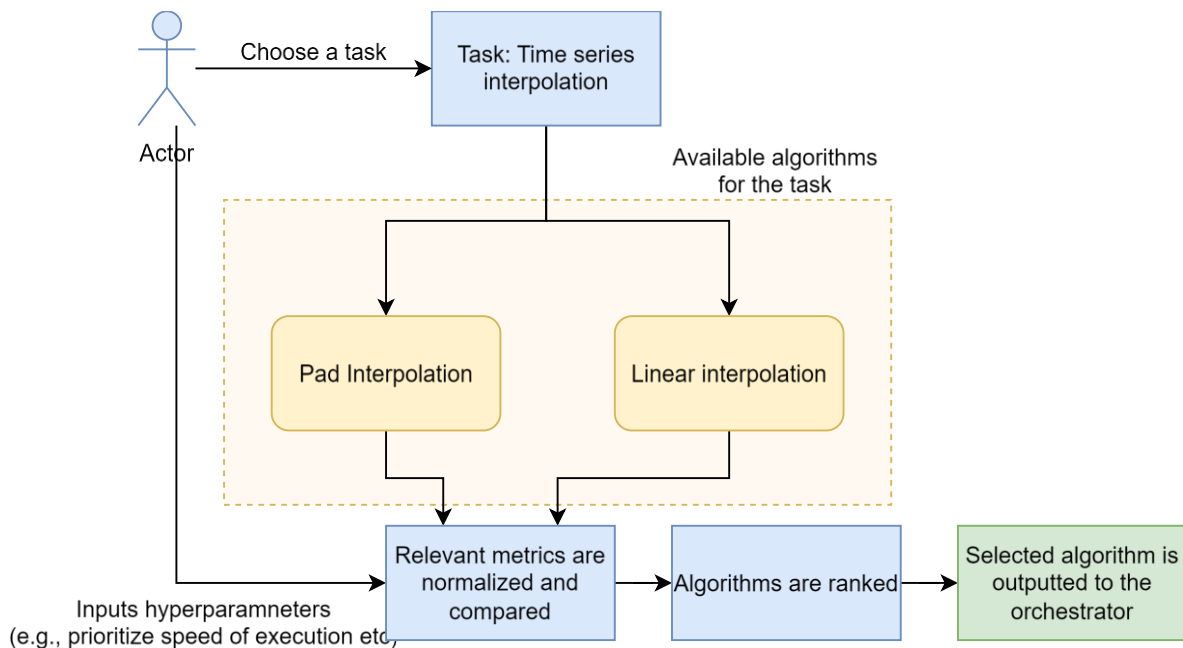 Choose a task
Task: Time series
interpolation
Actor
Available algorithms
for the task
Pad Interpolation
Linear interpolation
Relevant metrics are
normalized and
compared
Algorithms are ranked
Selected algorithm is
outputted to the
orchestrator
Inputs hyperparamneters
(e.g., prioritize speed of execution etc)